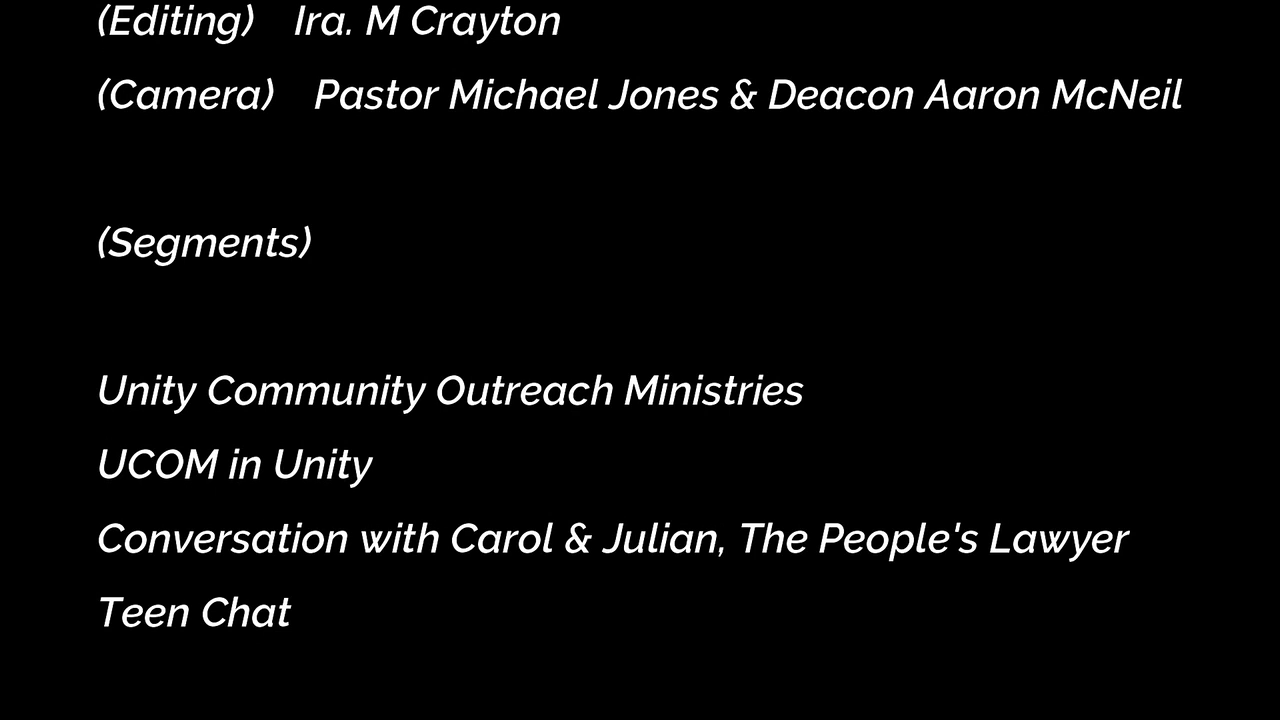 (Editing) Ira. M Crayton
(Camera) Pastor Michael Jones & Deacon Aaron McNeil
(Segments)
Unity Community Outreach Ministries
UCOM in Unity
Conversation with Carol & Julian, The People's Lawyer
Teen Chat